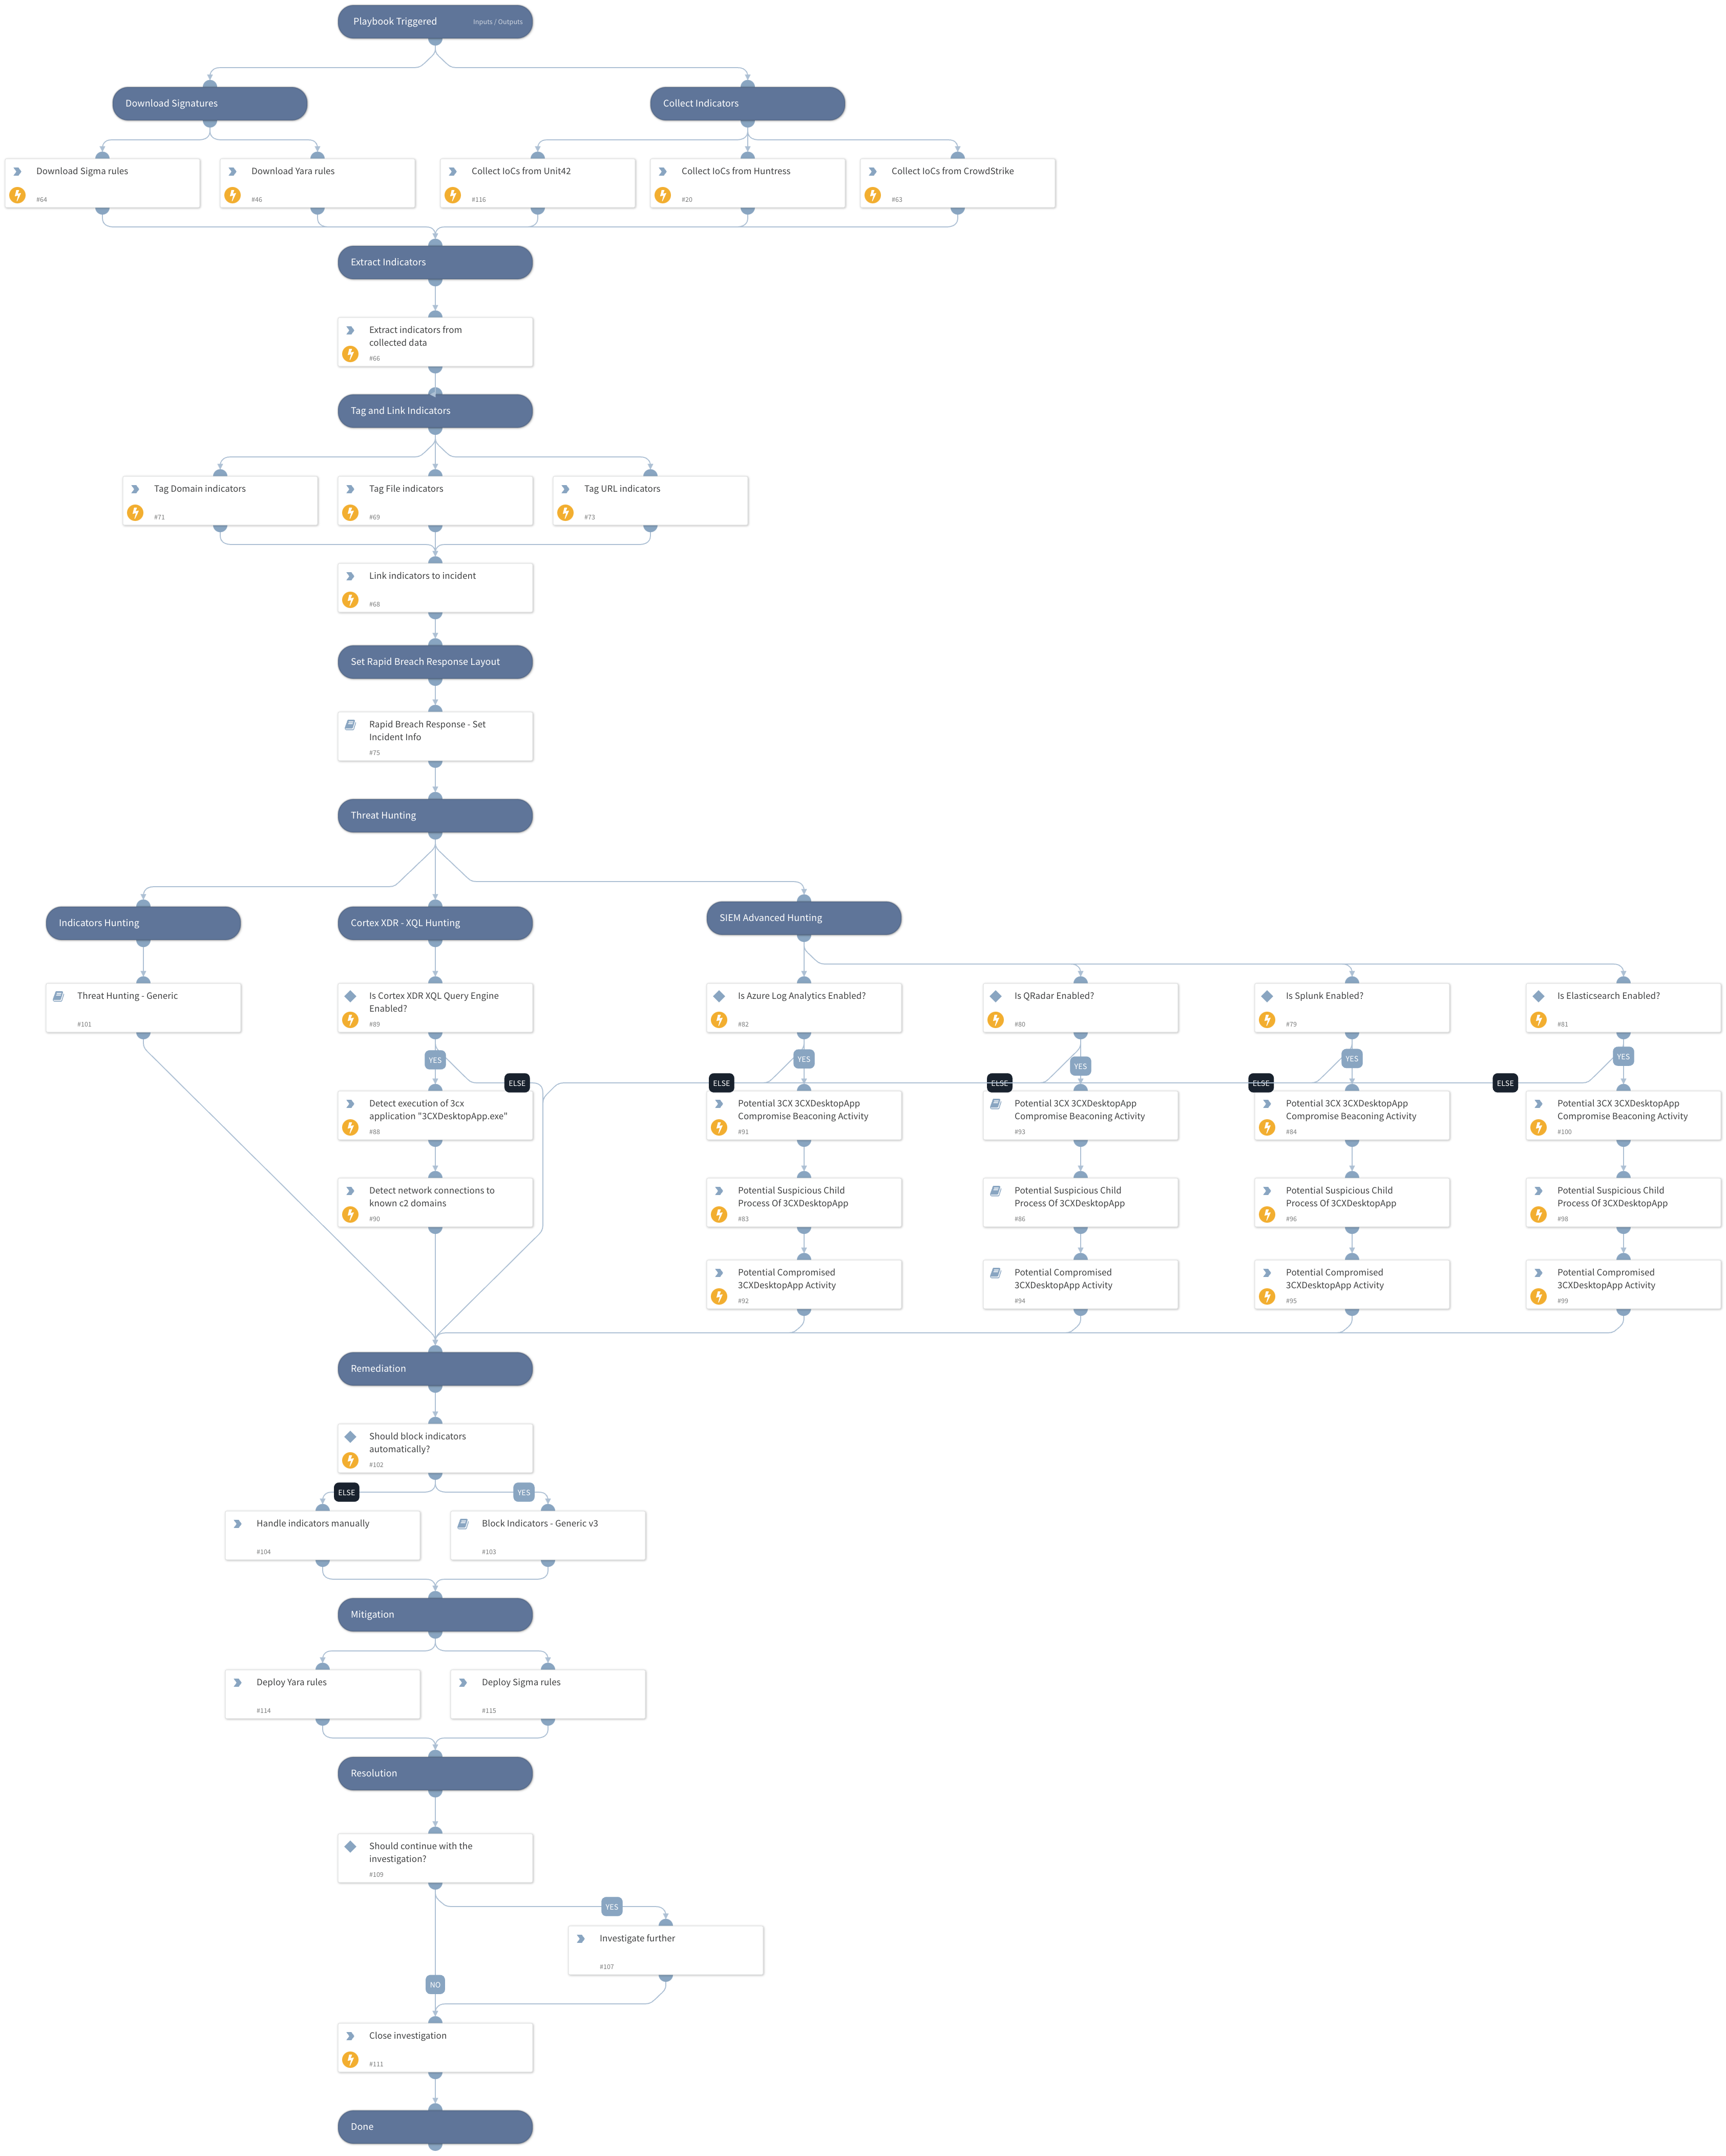 Playbook Triggered
Inputs / Outputs
Download Signatures
Collect Indicators
Download Sigma rules
#64
Download Yara rules
#46
Collect IoCs from Unit42
#116
Collect IoCs from Huntress
#20
Collect IoCs from CrowdStrike
#63
Extract Indicators
Extract indicators from
collected data
#66
Tag and Link Indicators
Tag Domain indicators
#71
Tag File indicators
#69
Tag URL indicators
#73
Link indicators to incident
#68
Set Rapid Breach Response Layout
Rapid Breach Response - Set
Incident Info
#75
Threat Hunting
Indicators Hunting
Cortex XDR - XQL Hunting
SIEM Advanced Hunting
Threat Hunting - Generic
#101
Is Cortex XDR XQL Query Engine
Enabled?
#89
Is Azure Log Analytics Enabled?
#82
Is QRadar Enabled?
#80
Is Splunk Enabled?
#79
Is Elasticsearch Enabled?
#81
YES
YES
YES
YES
YES
ELSE
ELSE
ELSE
ELSE
ELSE
Detect execution of 3cx
application "3CXDesktopApp.exe"
#88
Potential 3CX 3CXDesktopApp
Compromise Beaconing Activity
#91
Potential 3CX 3CXDesktopApp
Compromise Beaconing Activity
#93
Potential 3CX 3CXDesktopApp
Compromise Beaconing Activity
#84
Potential 3CX 3CXDesktopApp
Compromise Beaconing Activity
#100
Detect network connections to
known c2 domains
#90
Potential Suspicious Child
Process Of 3CXDesktopApp
#83
Potential Suspicious Child
Process Of 3CXDesktopApp
#86
Potential Suspicious Child
Process Of 3CXDesktopApp
#96
Potential Suspicious Child
Process Of 3CXDesktopApp
#98
Potential Compromised
3CXDesktopApp Activity
#92
Potential Compromised
3CXDesktopApp Activity
#94
Potential Compromised
3CXDesktopApp Activity
#95
Potential Compromised
3CXDesktopApp Activity
#99
Remediation
Should block indicators
automatically?
#102
ELSE
YES
Handle indicators manually
#104
Block Indicators - Generic v3
#103
Mitigation
Deploy Yara rules
#114
Deploy Sigma rules
#115
Resolution
Should continue with the
investigation?
#109
YES
Investigate further
#107
NO
Close investigation
#111
Done